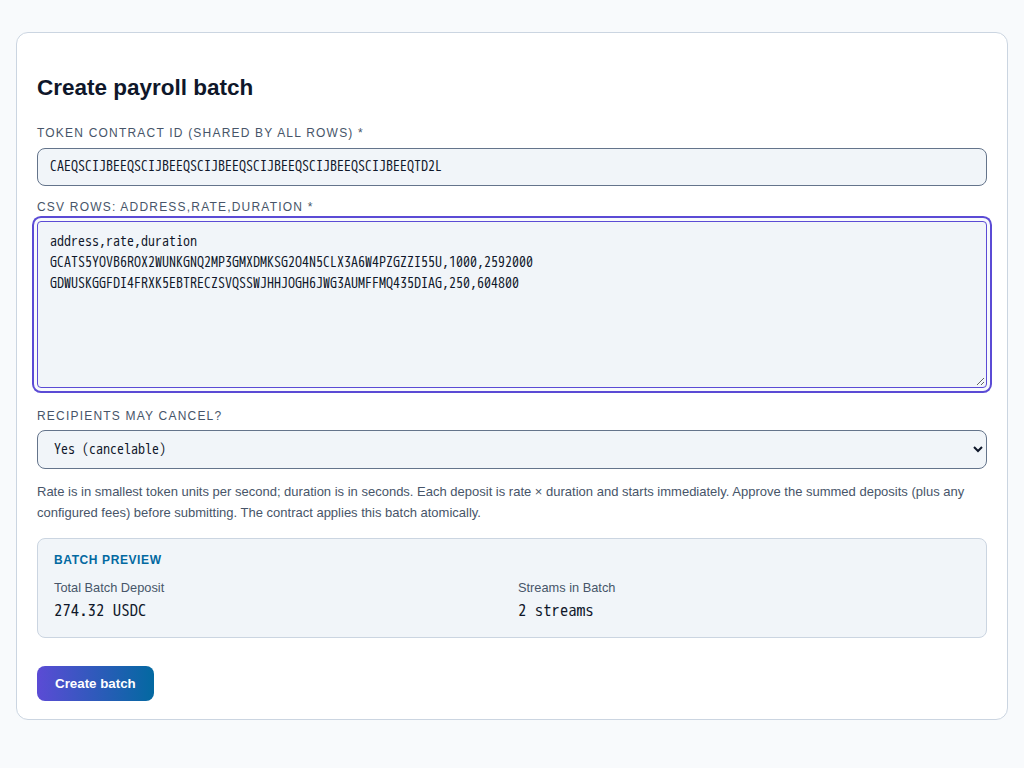 Create payroll batch
TOKEN CONTRACT ID (SHARED BY ALL ROWS) *
CAEQSCIJBEEQSCIJBEEQSCIJBEEQSCIJBEEQSCIJBEEQSCIJBEEQTD2L
CSV ROWS: ADDRESS,RATE,DURATION *
address,rate,duration
GCATS5YOVB6ROX2WUNKGNQ2MP3GMXDMKSG2O4N5CLX3A6W4PZGZZI55U,1000,2592000
GDWUSKGGFDI4FRXK5EBTRECZSVQSSWJHHJOGH6JWG3AUMFFMQ435DIAG,250,604800
RECIPIENTS MAY CANCEL?
Yes (cancelable)
Rate is in smallest token units per second; duration is in seconds. Each deposit is rate × duration and starts immediately. Approve the summed deposits (plus any
configured fees) before submitting. The contract applies this batch atomically.
BATCH PREVIEW
Total Batch Deposit
274.32 USDC
Streams in Batch
2 streams
Create batch